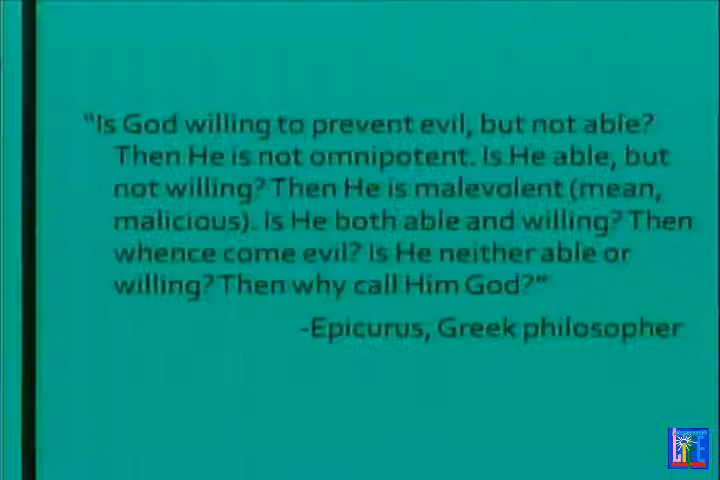 "Is God willing to prevent evil, but not able?
Then He is not omnipotent. Is He able, but
not willing? Then He is malevolent (mean,
malicious). Is He both able and willing? Then
whence come evil? Is He neither able or
willing? Then why call Him God?"
-Epicurus, Greek philosopher